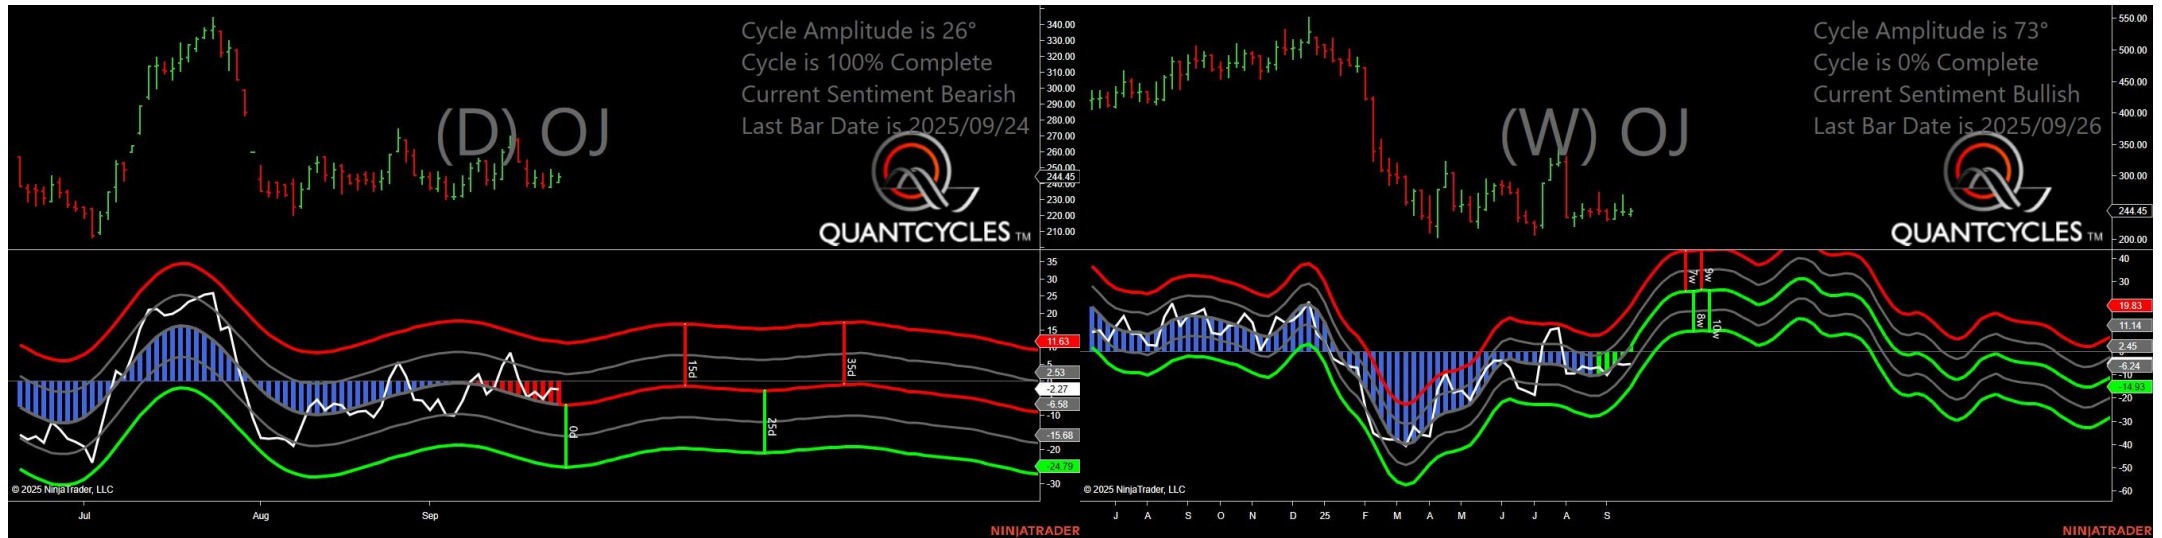 Cycle Amplitude is 26°
Cycle is 100% Complete
Current Sentiment Bearish
Last Bar Date is 2025/09/24
(D) OJ
QUANTCYCLES TM
340.00
330.00
320.00
310.00
300.00
290.00
280.00
270.00
260.00
250.00
244.45
240.00
230.00
220.00
210.00
35
30
25
20
15
11.63
5
2.53
-2.27
-6.58
-10
-15.68
-20
-24.79
-30
15d
35d
0d
25d
© 2025 NinjaTrader, LLC
Jul
Aug
Sep
NINJATRADER
Cycle Amplitude is 73°
Cycle is 0% Complete
Current Sentiment Bullish
Last Bar Date is 2025/09/26
(W) OJ
QUANTCYCLES TM
550.00
500.00
450.00
400.00
350.00
300.00
244.45
200.00
40
30
19.83
11.14
2.45
-6.24
-10
-14.93
-20
-30
-40
-50
-60
7w
9w
8w
10w
© 2025 NinjaTrader, LLC
J
A
S
O
N
D
25
F
M
A
M
J
J
A
S
NINJATRADER